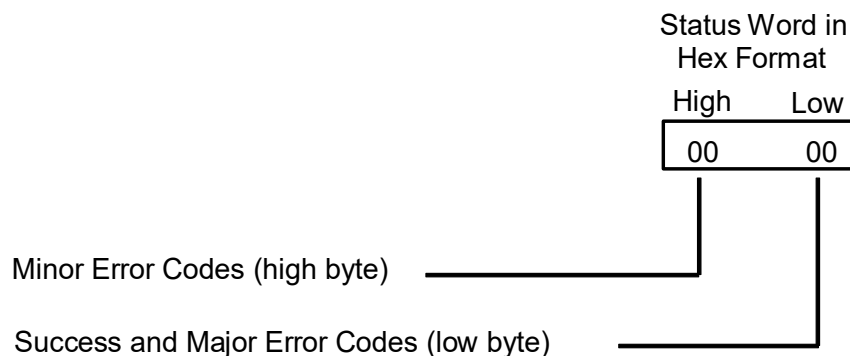 Status Word in
Hex Format
High Low
00 00
Minor Error Codes (high byte)
Success and Major Error Codes (low byte)